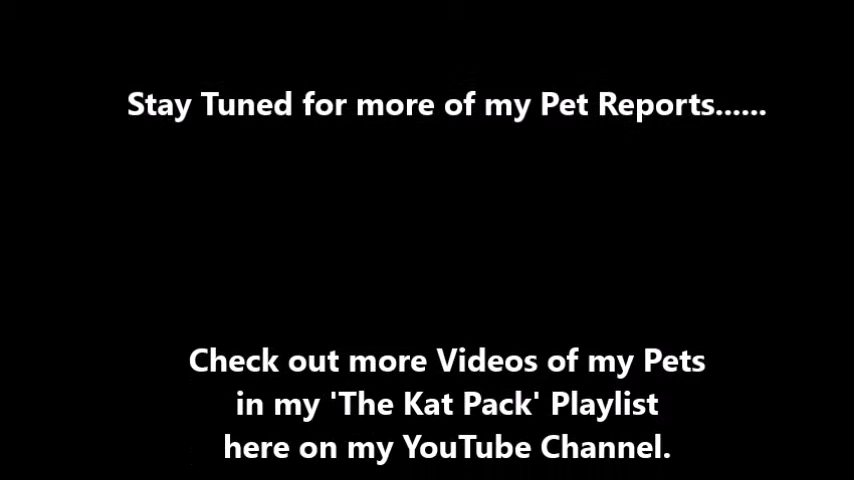 Stay Tuned for more of my Pet Reports......
Check out more Videos of my Pets
in my 'The Kat Pack' Playlist
here on my YouTube Channel.